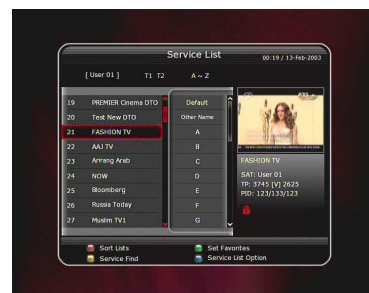 Service List
00:19 / 13-Feb-2003
[ User 01 ] T1 T2 A ~ Z
19 PREMIER Cinema DTO
20 Test New DTO
21 FASHION TV
22 AAJ TV
23 Arirang Arab
24 NOW
25 Bloomberg
26 Russia Today
27 Muslim TV1
Default
Other Name
A
B
C
D
E
F
G
FASHION TV
SAT: User 01
TP: 3745 [V] 2625
PID: 123/133/123
Sort Lists
Set Favorites
Service Find
Service List Option